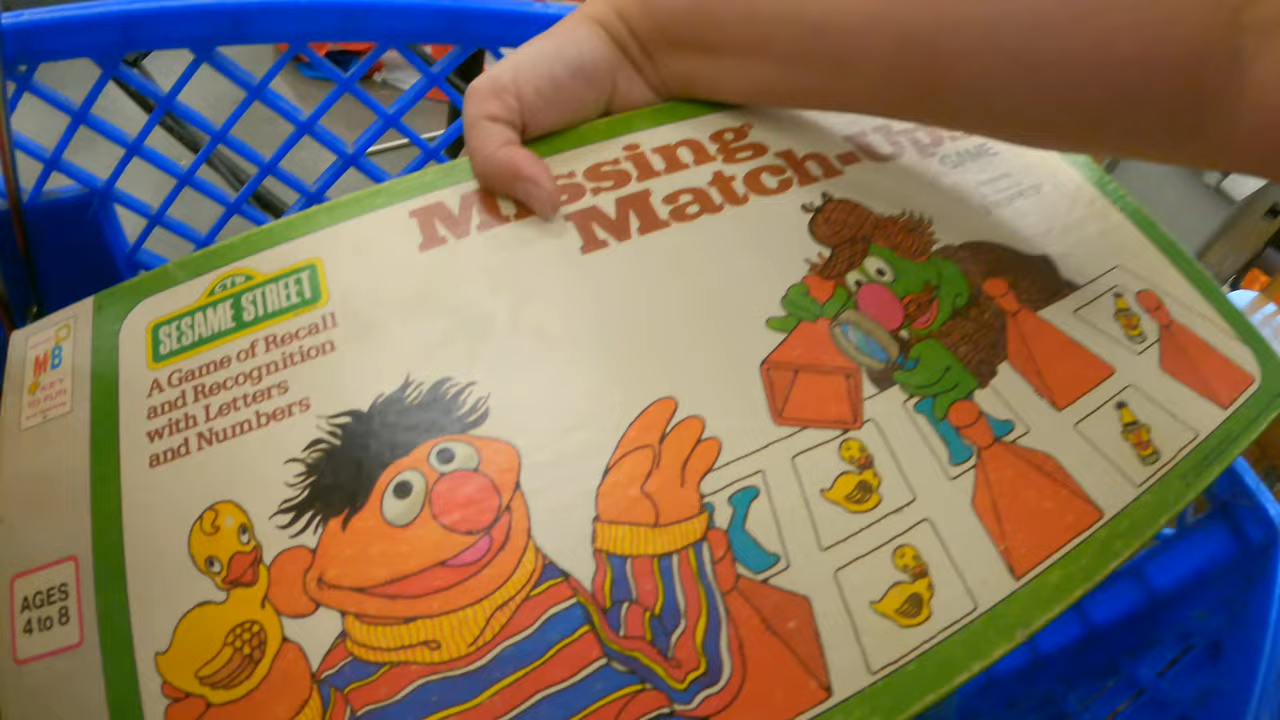 Missing
Match-Ups
GAME
CTW
SESAME STREET
A Game of Recall
and Recognition
with Letters
and Numbers
MB
KEY
TO FUN
AGES
4 to 8